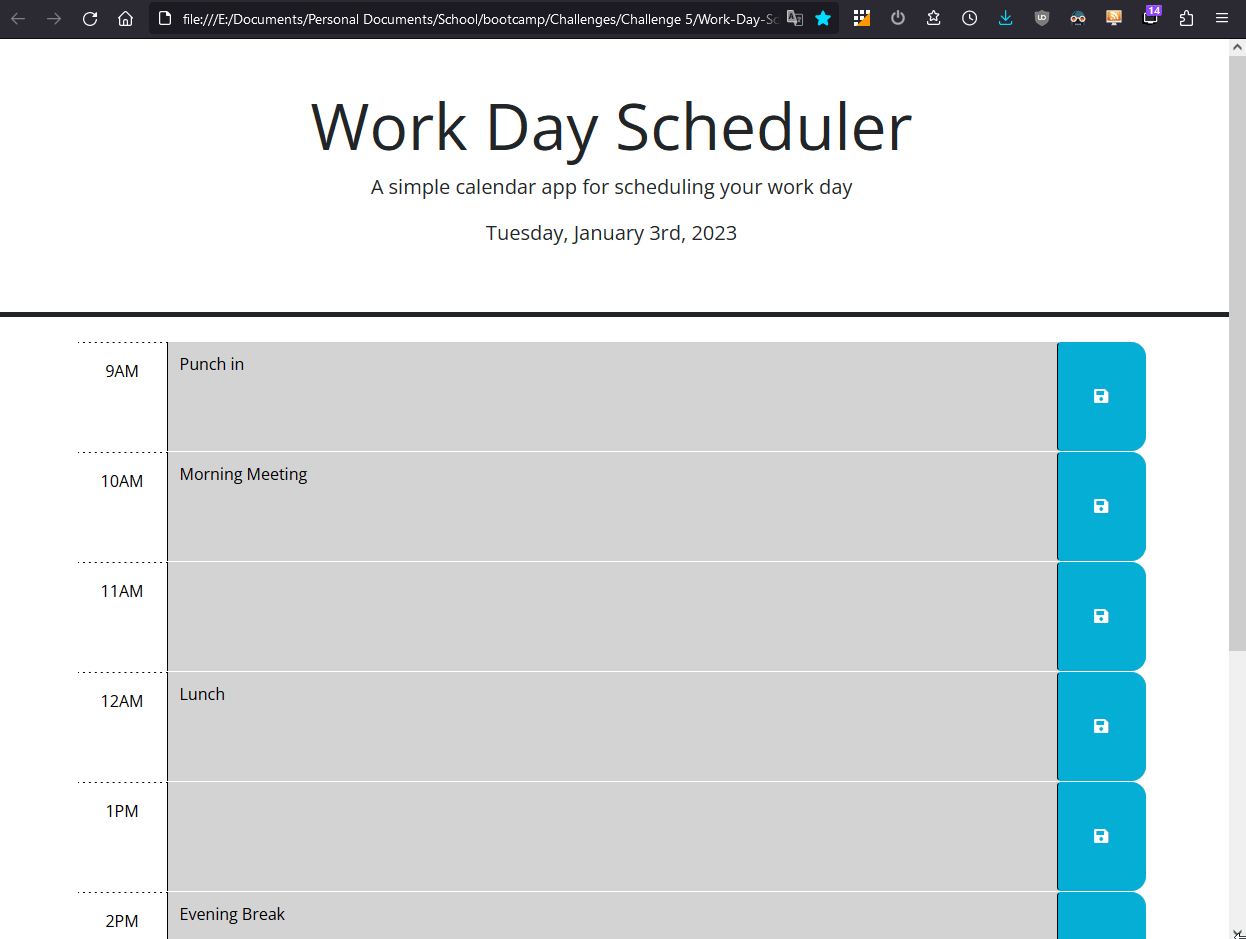 file:///E:/Documents/Personal Documents/School/bootcamp/Challenges/Challenge 5/Work-Day-Sc
14
Work Day Scheduler
A simple calendar app for scheduling your work day
Tuesday, January 3rd, 2023
9AM
Punch in
10AM
Morning Meeting
11AM
12AM
Lunch
1PM
2PM
Evening Break